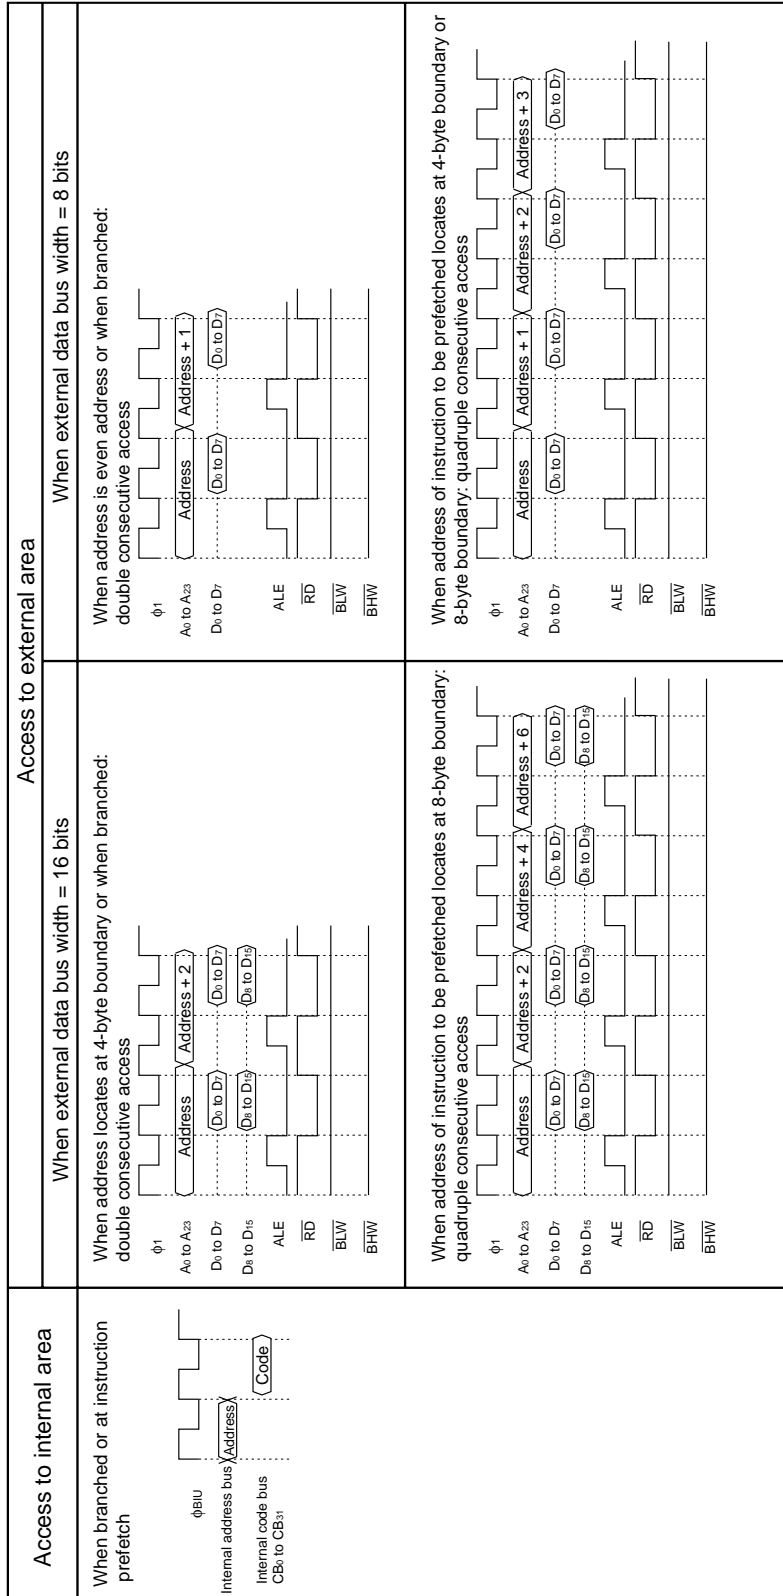 Access to internal area
When branched or at instruction
prefetch
φBIU
Internal address bus
Address
Internal code bus
CB0 to CB31
Code
Access to external area
When external data bus width = 16 bits
When address locates at 4-byte boundary or when branched:
double consecutive access
φ1
A0 to A23
Address
Address + 2
D0 to D7
D0 to D7
D0 to D7
D8 to D15
D8 to D15
D8 to D15
ALE
RD
BLW
BHW
When address of instruction to be prefetched locates at 8-byte boundary:
quadruple consecutive access
φ1
A0 to A23
Address
Address + 2
Address + 4
Address + 6
D0 to D7
D0 to D7
D0 to D7
D0 to D7
D0 to D7
D8 to D15
D8 to D15
D8 to D15
D8 to D15
D8 to D15
ALE
RD
BLW
BHW
When external data bus width = 8 bits
When address is even address or when branched:
double consecutive access
φ1
A0 to A23
Address
Address + 1
D0 to D7
D0 to D7
D0 to D7
ALE
RD
BLW
BHW
When address of instruction to be prefetched locates at 4-byte boundary or
8-byte boundary: quadruple consecutive access
φ1
A0 to A23
Address
Address + 1
Address + 2
Address + 3
D0 to D7
D0 to D7
D0 to D7
D0 to D7
D0 to D7
ALE
RD
BLW
BHW